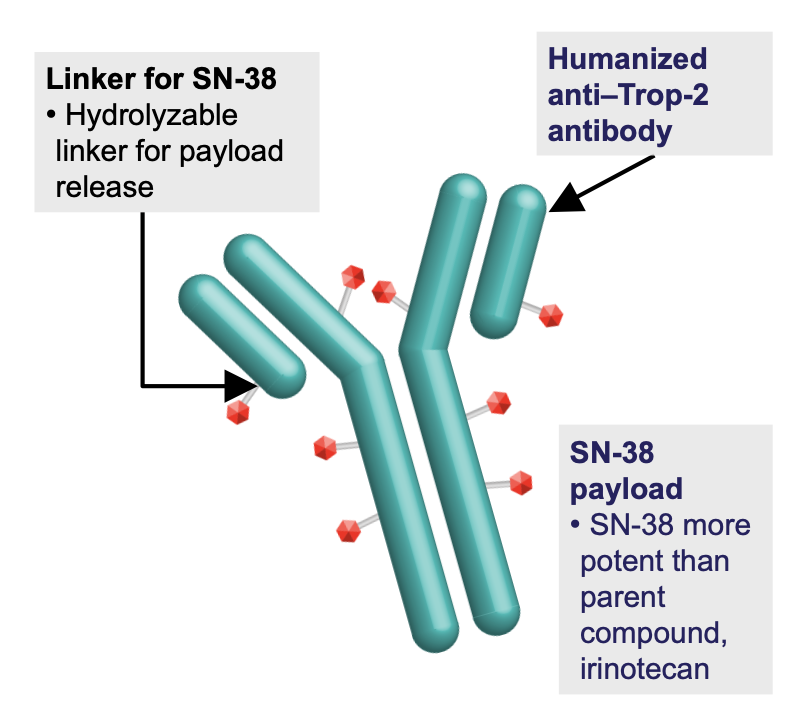 Linker for SN-38
• Hydrolyzable
linker for payload
release
Humanized
anti–Trop-2
antibody
SN-38
payload
• SN-38 more
potent than
parent
compound,
irinotecan